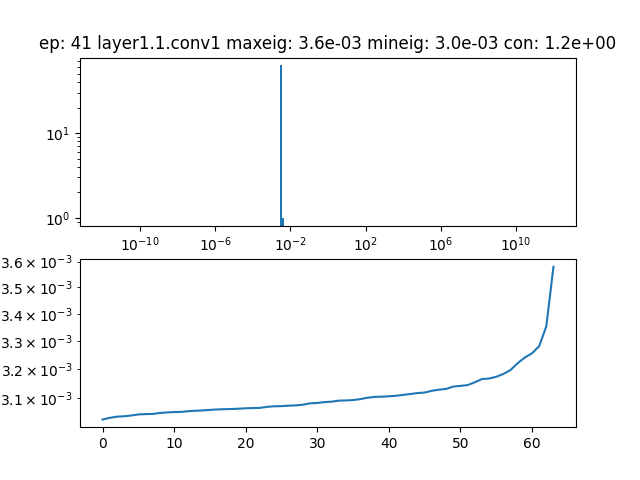 ep: 41 layer1.1.conv1 maxeig: 3.6e-03 mineig: 3.0e-03 con: 1.2e+00
10¹
10⁰
10⁻¹⁰ 10⁻⁶ 10⁻² 10² 10⁶ 10¹⁰
3.6 × 10⁻³
3.5 × 10⁻³
3.4 × 10⁻³
3.3 × 10⁻³
3.2 × 10⁻³
3.1 × 10⁻³
0 10 20 30 40 50 60